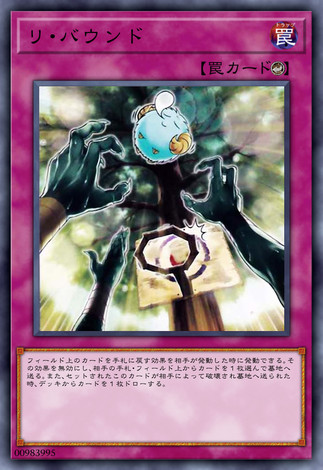 リ・バウンド
トラップ
罠
【罠カード】
フィールド上のカードを手札に戻す効果を相手が発動した時に発動できる。そ
の効果を無効にし、相手の手札・フィールド上からカードを１枚選んで墓地へ
送る。また、セットされたこのカードが相手によって破壊され墓地へ送られた
時、デッキからカードを１枚ドローする。
00983995